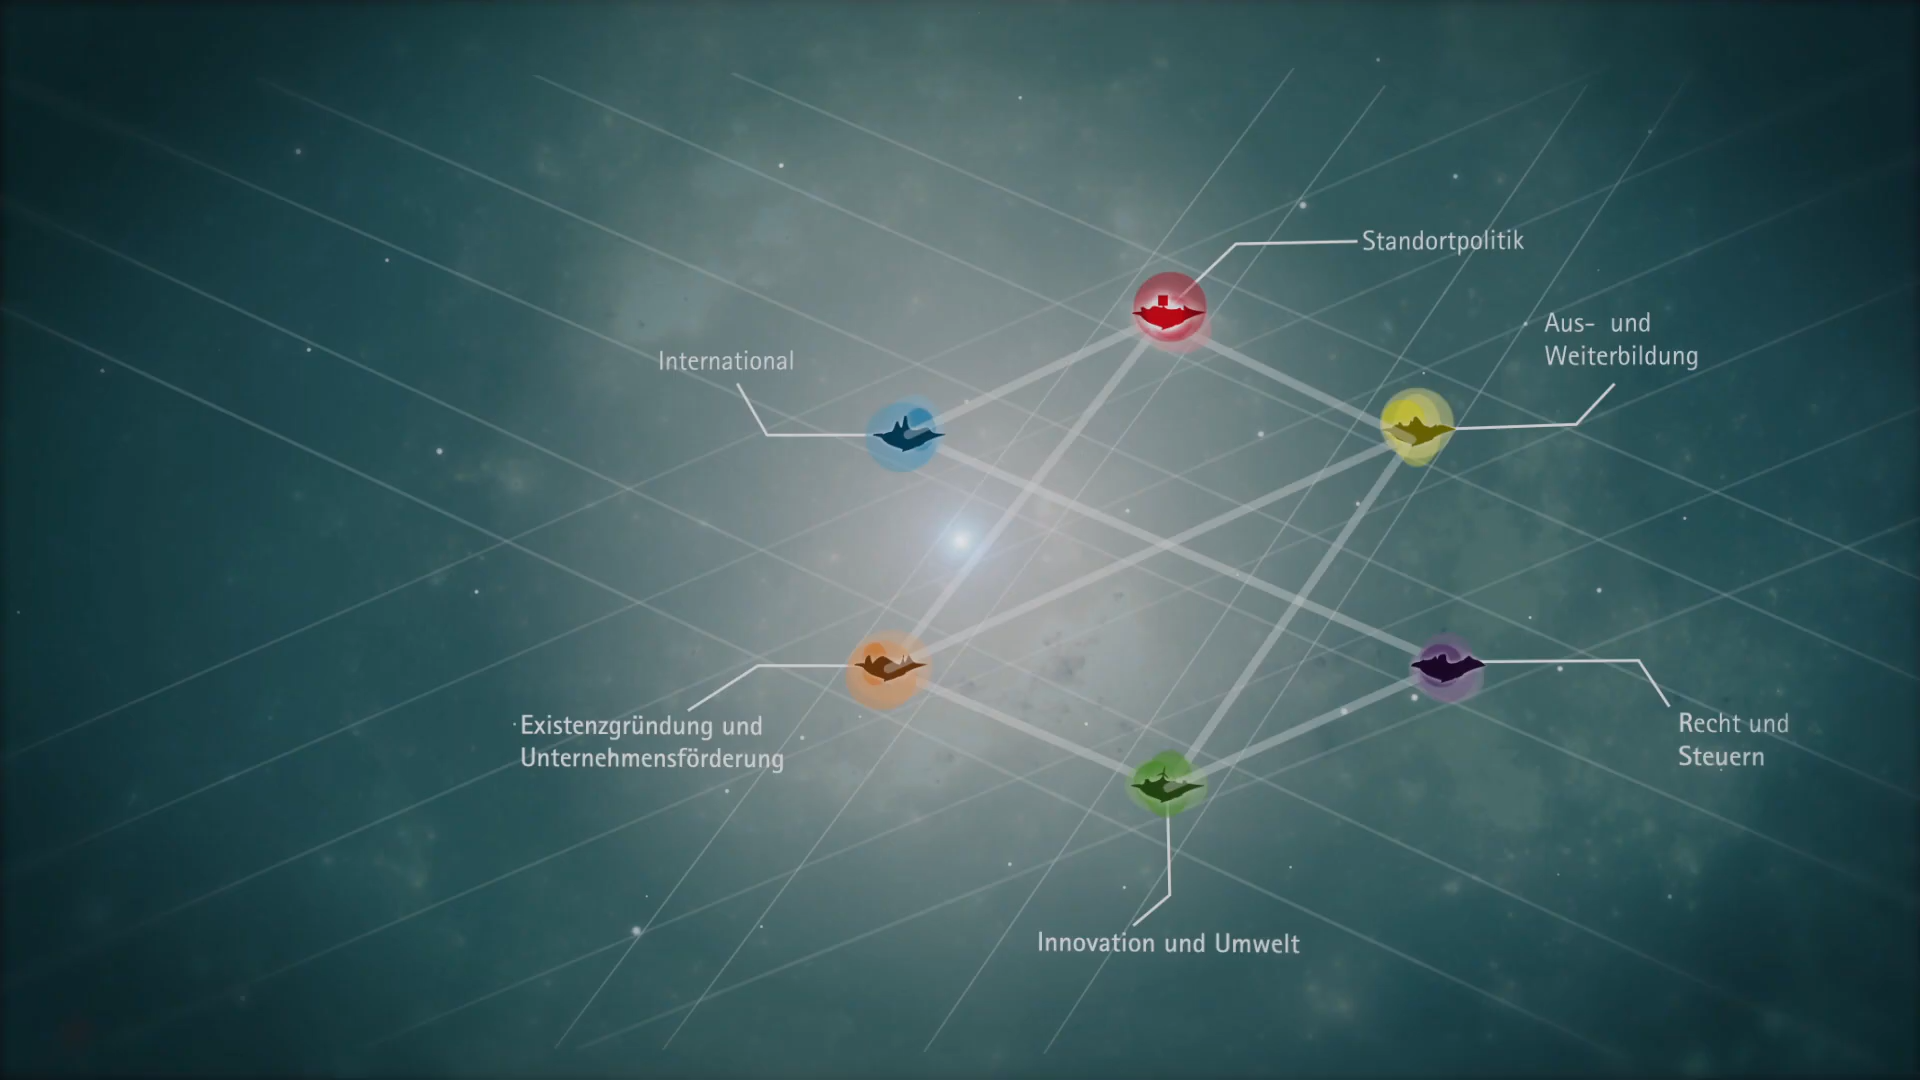 Standortpolitik
Aus- und
Weiterbildung
International
Existenzgründung und
Unternehmensförderung
Recht und
Steuern
Innovation und Umwelt